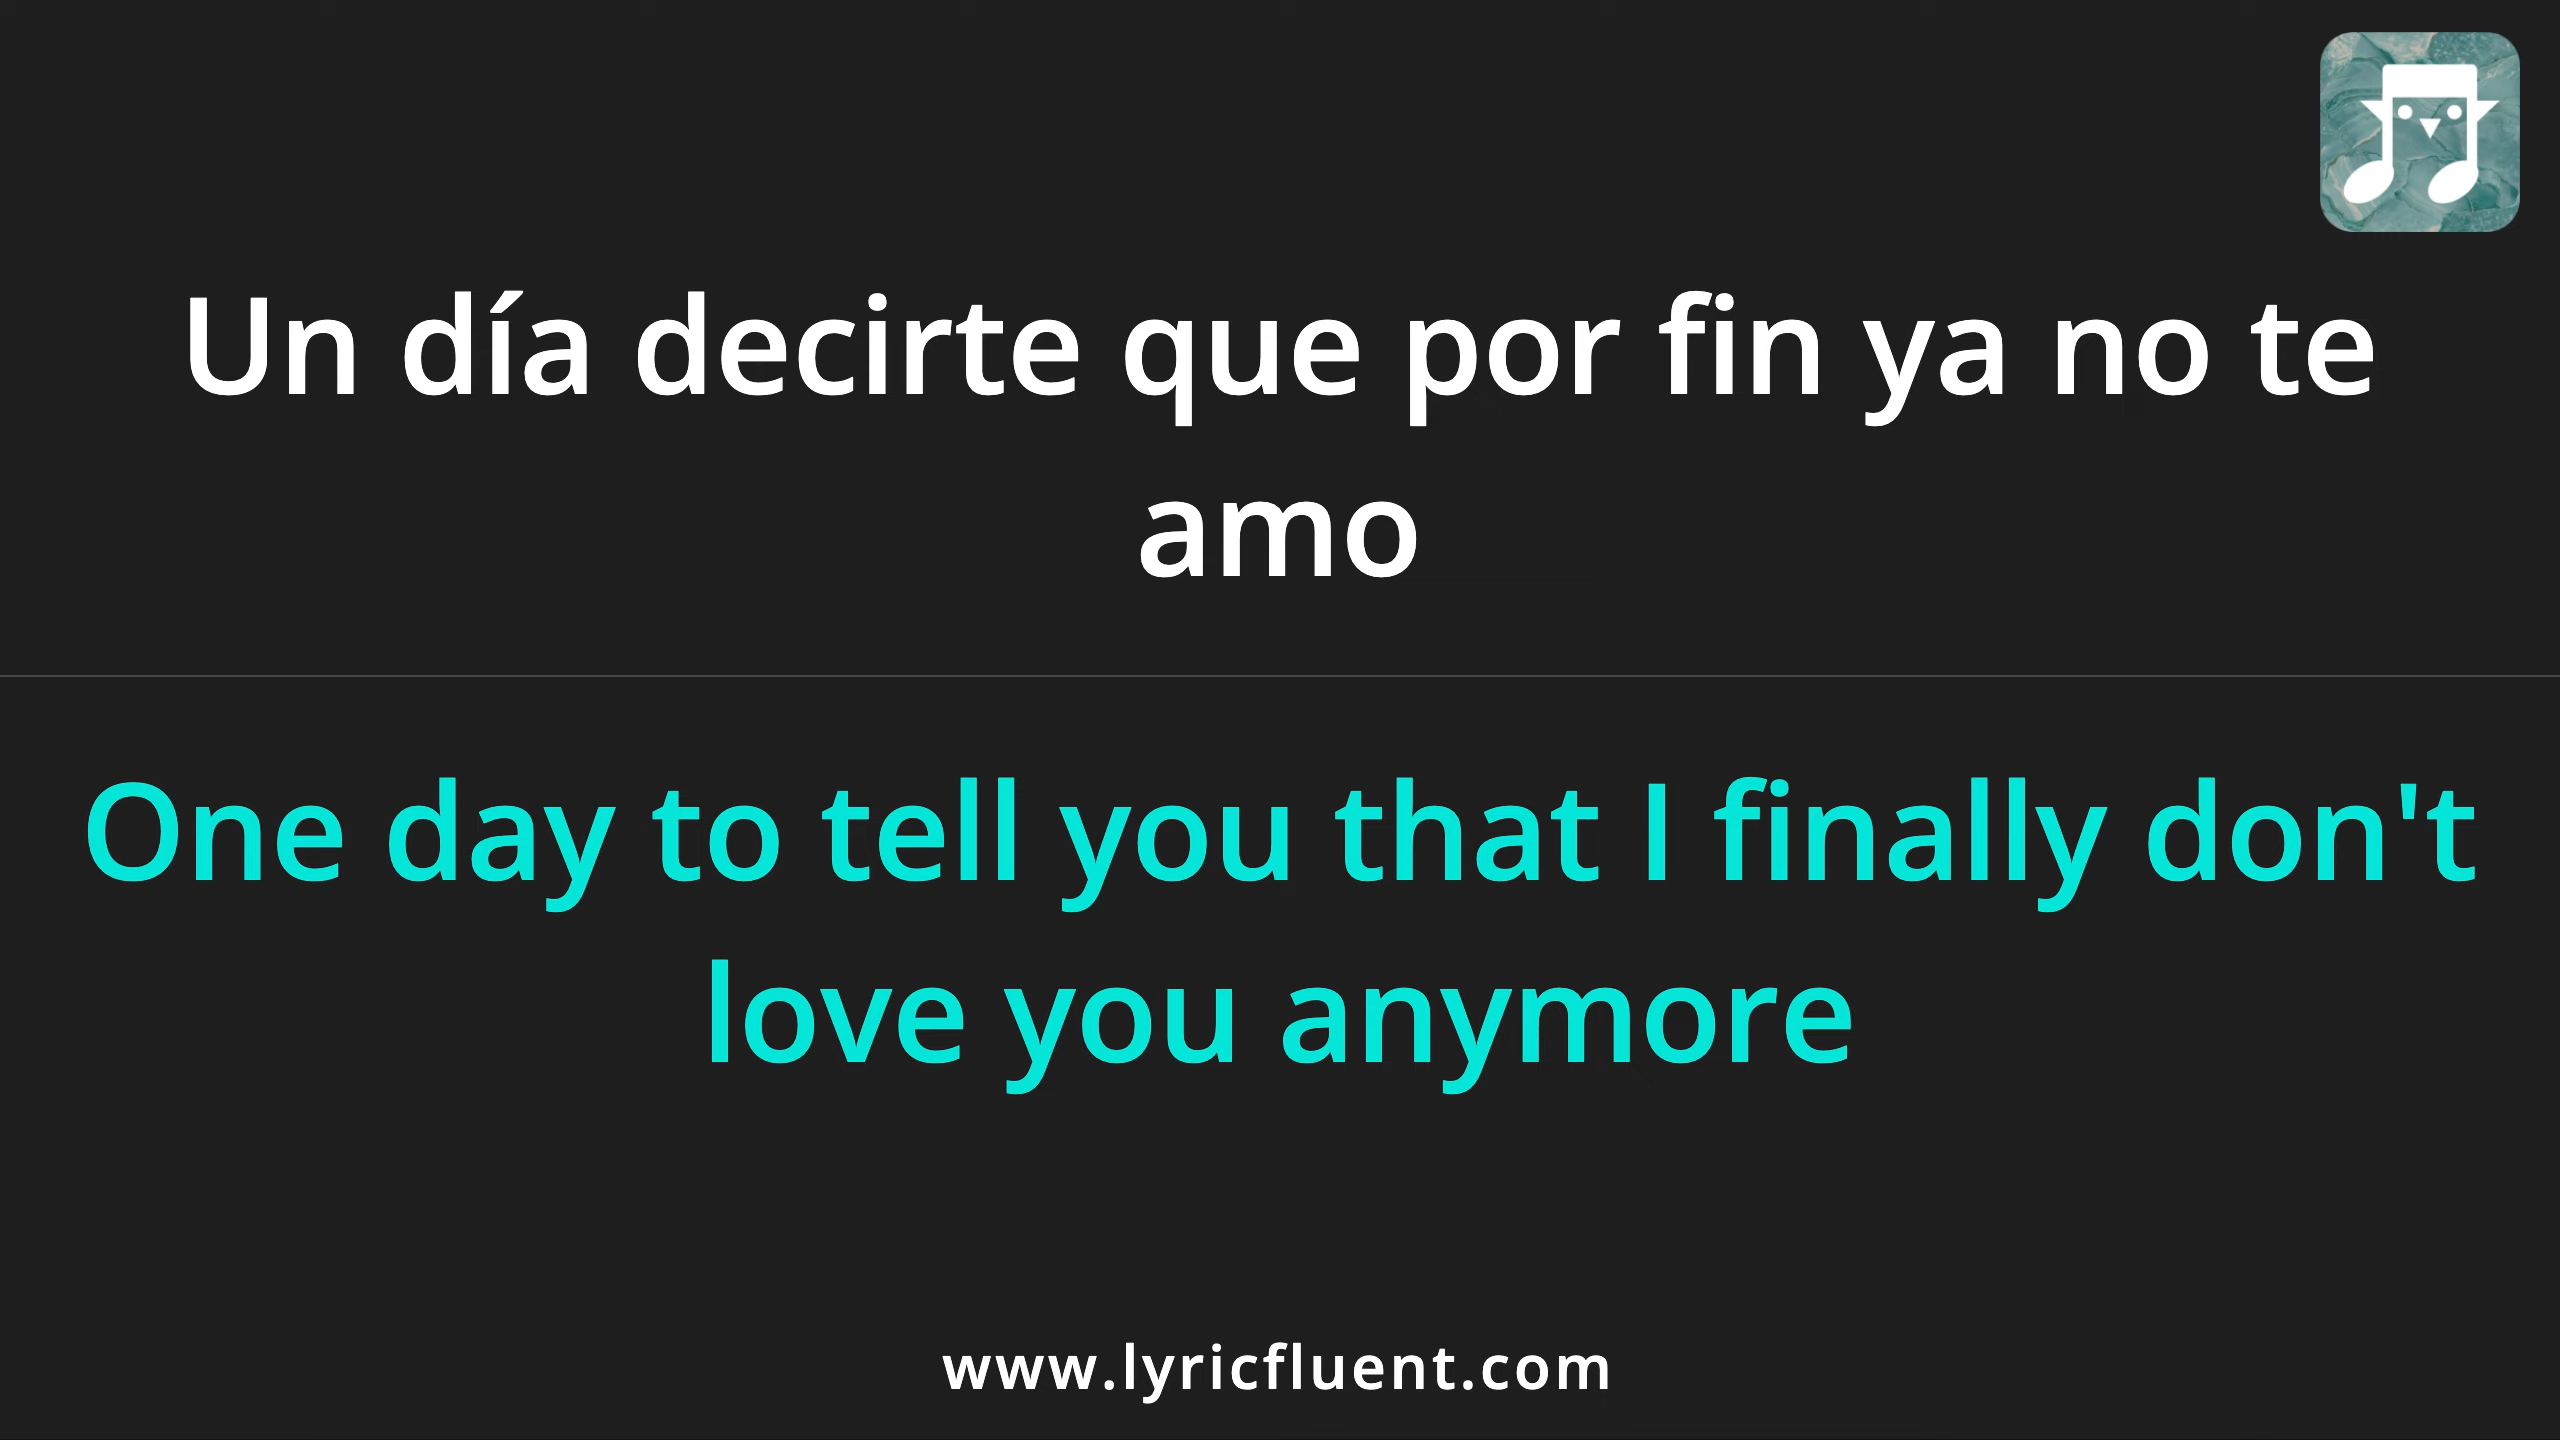 Un día decirte que por fin ya no te
amo
One day to tell you that I finally don't
love you anymore
www.lyricfluent.com